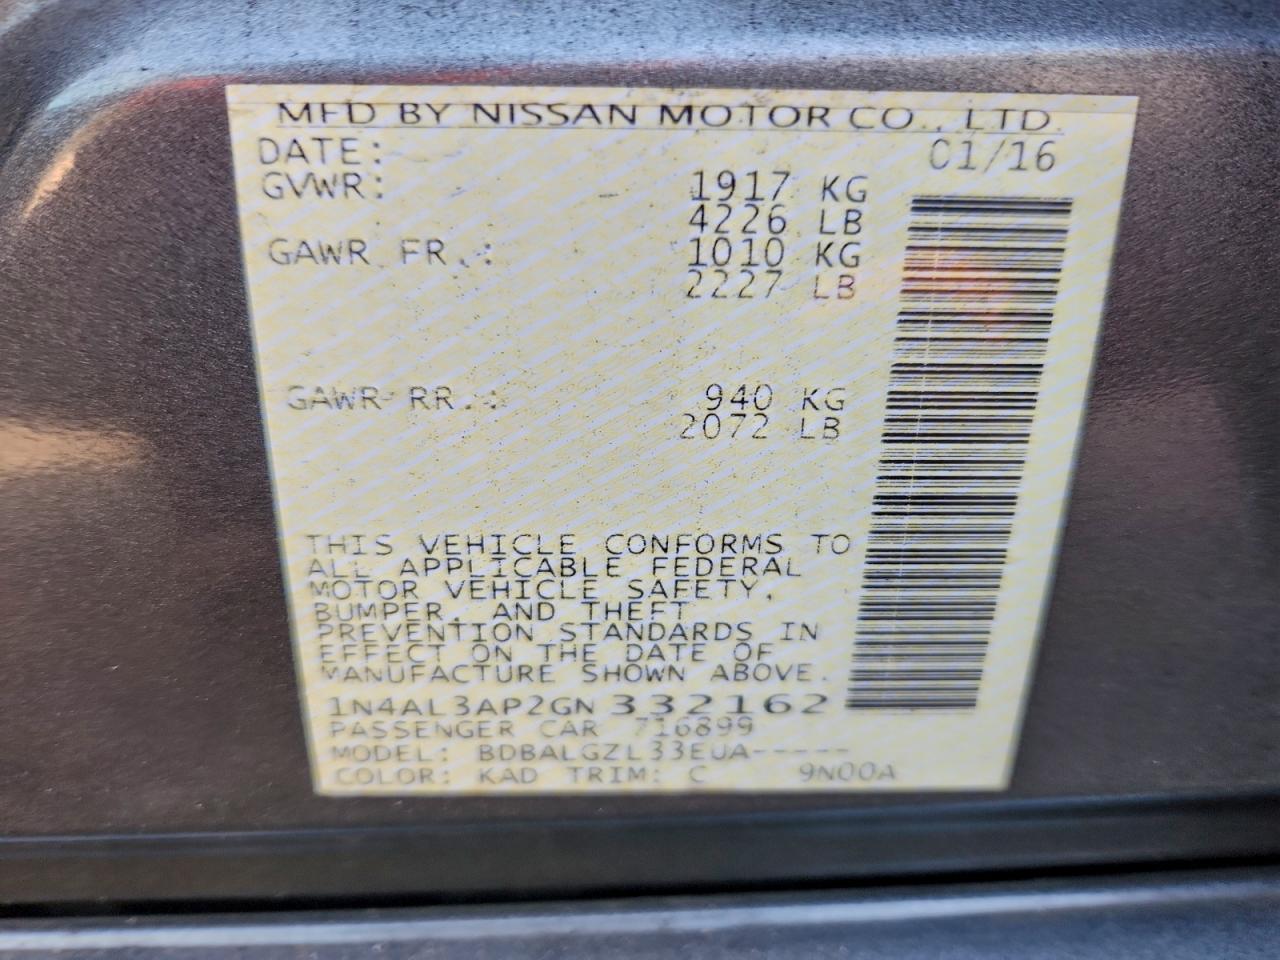 MFD BY NISSAN MOTOR CO., LTD.
DATE: 01/16
GVWR: 1917 KG
4226 LB
GAWR FR.: 1010 KG
2227 LB
GAWR RR.: 940 KG
2072 LB
THIS VEHICLE CONFORMS TO
ALL APPLICABLE FEDERAL
MOTOR VEHICLE SAFETY,
BUMPER, AND THEFT
PREVENTION STANDARDS IN
EFFECT ON THE DATE OF
MANUFACTURE SHOWN ABOVE.
1N4AL3AP2GN332162
PASSENGER CAR 716899
MODEL: BDBALGZL33EUA-----
COLOR: KAD TRIM: C 9N00A